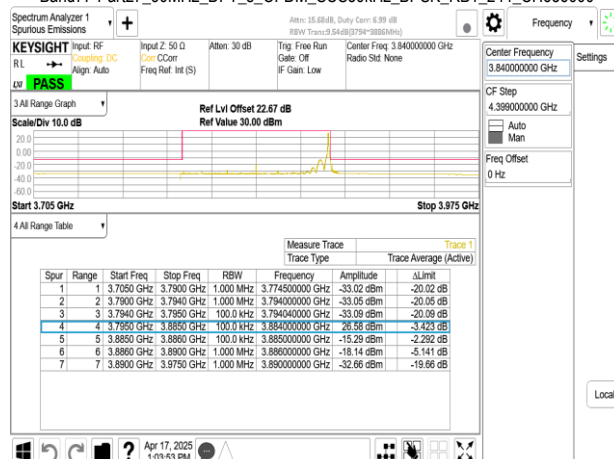 Spectrum Analyzer 1
Spurious Emissions
Attn: 15.68dB, Duty Corr: 6.99 dB
RBW Trans:9.54dB(3794~3886MHz)
Frequency
Settings
KEYSIGHT
RL
Input: RF
Coupling: DC
Align: Auto
Input Z: 50 Ω
Corr CCorr
Freq Ref: Int (S)
Atten: 30 dB
Trig: Free Run
Gate: Off
IF Gain: Low
Center Freq: 3.840000000 GHz
Radio Std: None
LXI
PASS
Center Frequency
3.840000000 GHz
CF Step
4.399000000 GHz
Auto
Man
Freq Offset
0 Hz
3 All Range Graph
Scale/Div 10.0 dB
Ref Lvl Offset 22.67 dB
Ref Value 30.00 dBm
20.0
0.00
-20.0
-40.0
-60.0
Start 3.705 GHz
Stop 3.975 GHz
4 All Range Table
Measure Trace Trace 1
Trace Type Trace Average (Active)
Spur Range Start Freq Stop Freq RBW Frequency Amplitude ΔLimit
1 1 3.7050 GHz 3.7900 GHz 1.000 MHz 3.774500000 GHz -33.02 dBm -20.02 dB
2 2 3.7900 GHz 3.7940 GHz 1.000 MHz 3.794000000 GHz -33.05 dBm -20.05 dB
3 3 3.7940 GHz 3.7950 GHz 100.0 kHz 3.794040000 GHz -33.09 dBm -20.09 dB
4 4 3.7950 GHz 3.8850 GHz 100.0 kHz 3.884000000 GHz 26.58 dBm -3.423 dB
5 5 3.8850 GHz 3.8860 GHz 100.0 kHz 3.885000000 GHz -15.29 dBm -2.292 dB
6 6 3.8860 GHz 3.8900 GHz 1.000 MHz 3.886000000 GHz -18.14 dBm -5.141 dB
7 7 3.8900 GHz 3.9750 GHz 1.000 MHz 3.890000000 GHz -32.66 dBm -19.66 dB
Local
Apr 17, 2025
1:03:53 PM